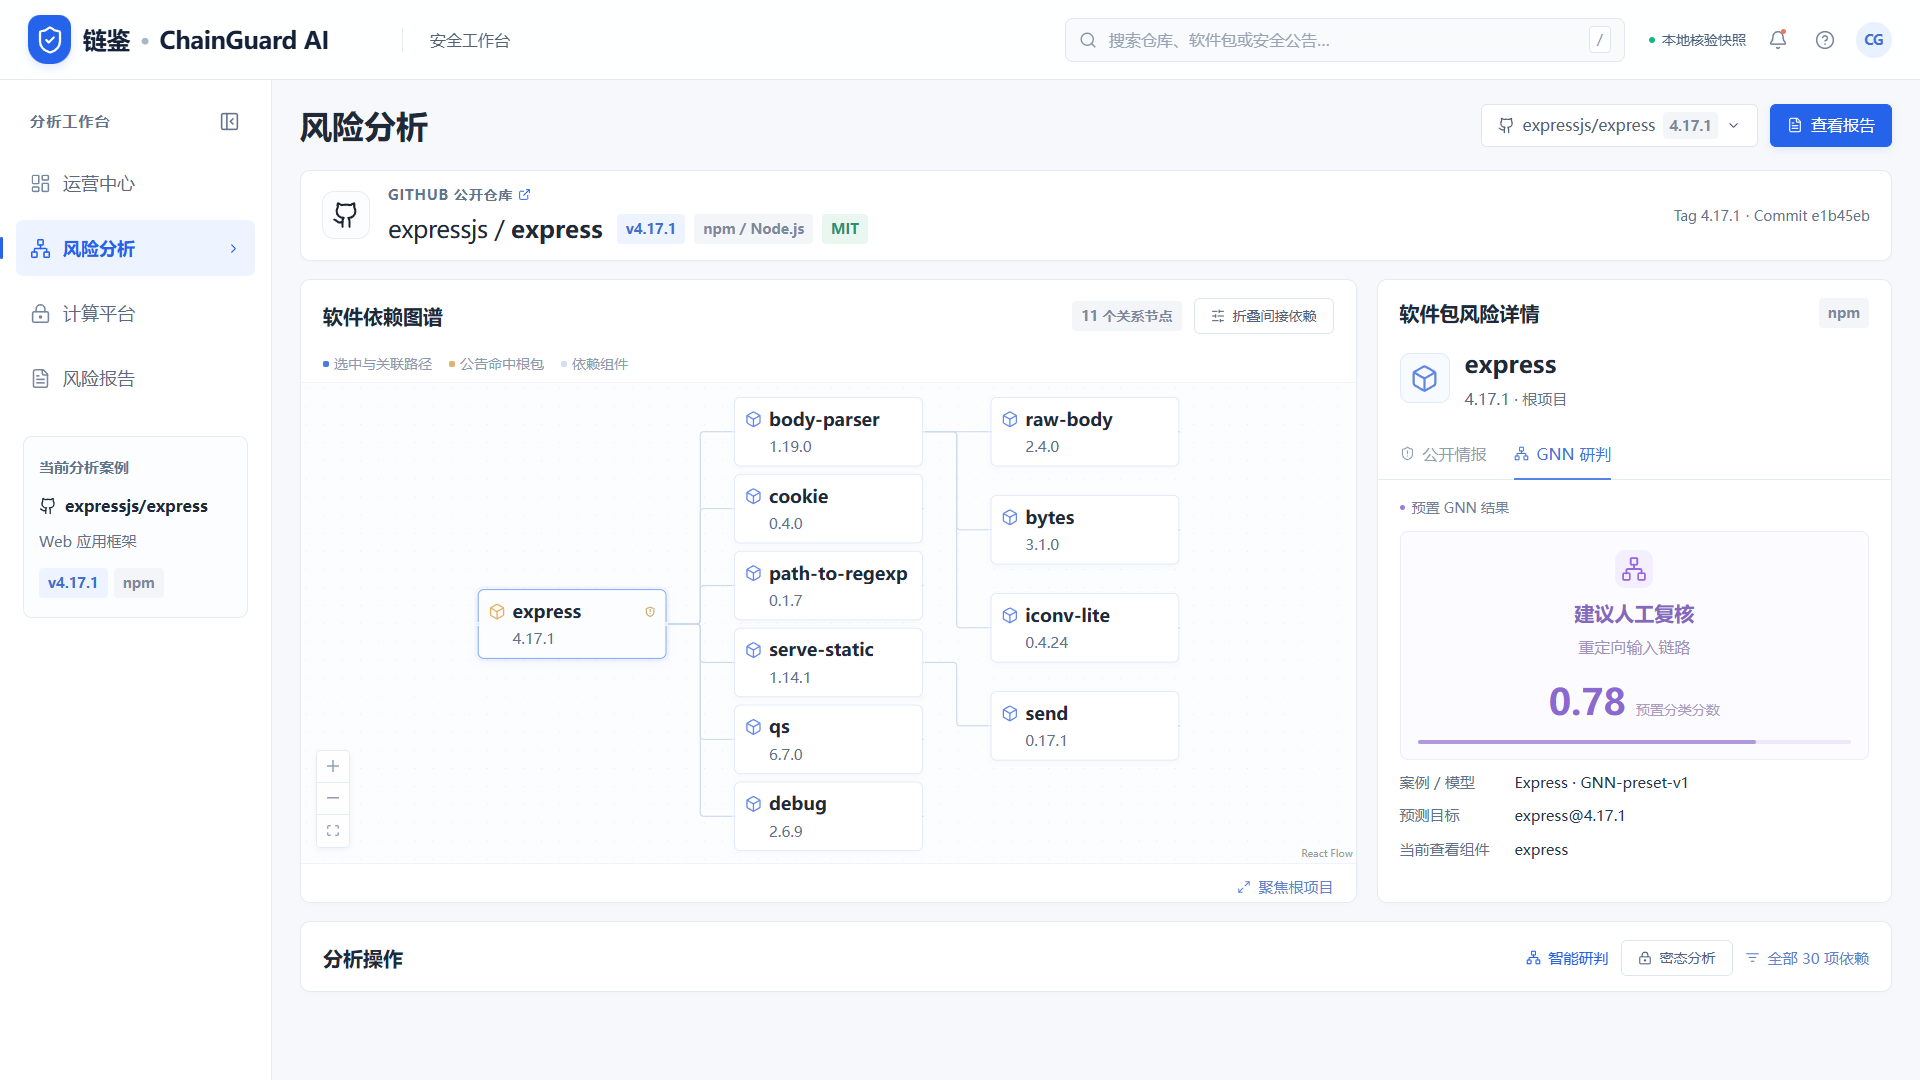 链鉴 • ChainGuard AI
安全工作台
搜索仓库、软件包或安全公告...
/
本地核验快照
CG
分析工作台
运营中心
风险分析
计算平台
风险报告
当前分析案例
expressjs/express
Web 应用框架
v4.17.1 npm
风险分析
expressjs/express 4.17.1
查看报告
GITHUB 公开仓库
expressjs / express v4.17.1 npm / Node.js MIT
Tag 4.17.1 · Commit e1b45eb
软件依赖图谱
11 个关系节点
折叠间接依赖
选中与关联路径 公告命中根包 依赖组件
express
4.17.1
body-parser
1.19.0
cookie
0.4.0
path-to-regexp
0.1.7
serve-static
1.14.1
qs
6.7.0
debug
2.6.9
raw-body
2.4.0
bytes
3.1.0
iconv-lite
0.4.24
send
0.17.1
React Flow
聚焦根项目
软件包风险详情
npm
express
4.17.1 · 根项目
公开情报 GNN 研判
预置 GNN 结果
建议人工复核
重定向输入链路
0.78 预置分类分数
案例 / 模型 Express · GNN-preset-v1
预测目标 express@4.17.1
当前查看组件 express
分析操作
智能研判
密态分析
全部 30 项依赖